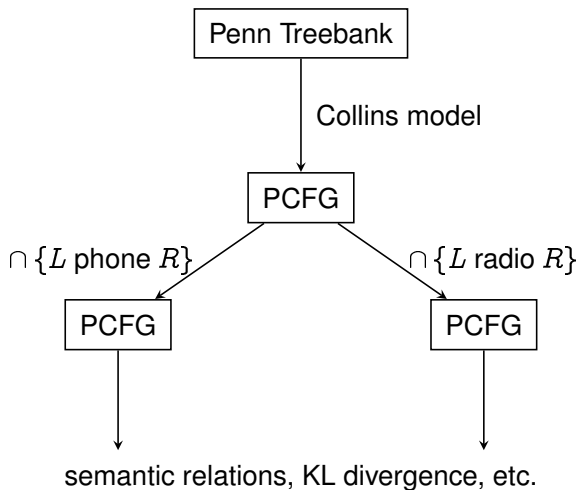 Penn Treebank
Collins model
PCFG
∩ {L phone R}
∩ {L radio R}
PCFG
PCFG
semantic relations, KL divergence, etc.